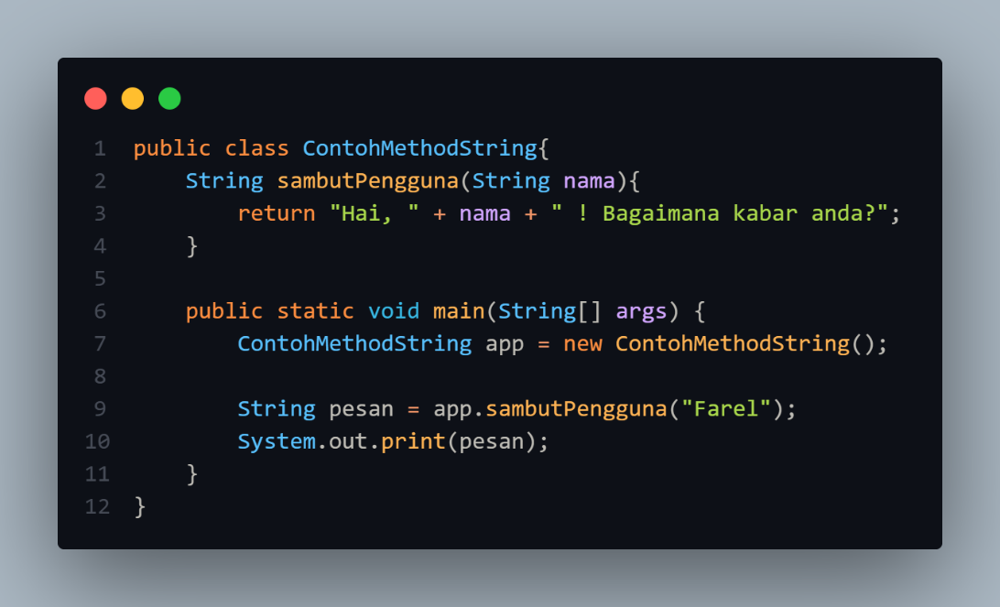 1 public class ContohMethodString{
2     String sambutPengguna(String nama){
3         return "Hai, " + nama + " ! Bagaimana kabar anda?";
4     }
5
6     public static void main(String[] args) {
7         ContohMethodString app = new ContohMethodString();
8
9         String pesan = app.sambutPengguna("Farel");
10         System.out.print(pesan);
11     }
12 }